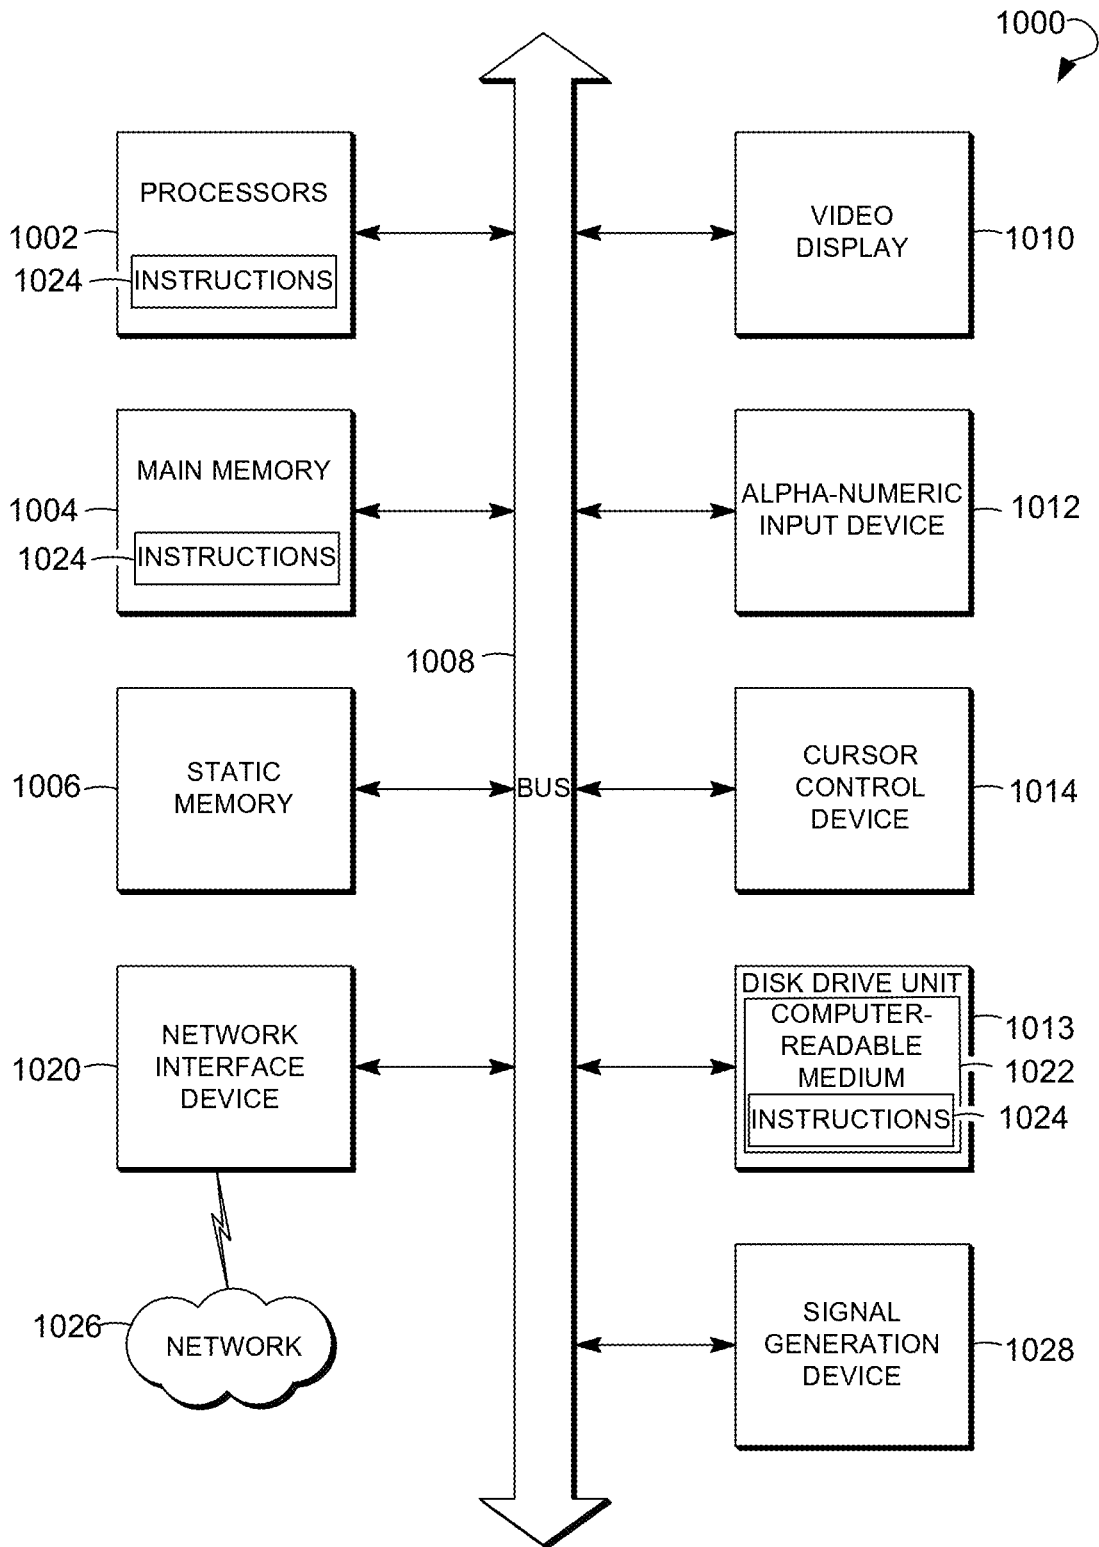 1000
PROCESSORS
1002
1024
INSTRUCTIONS
VIDEO
DISPLAY
1010
MAIN MEMORY
1004
1024
INSTRUCTIONS
ALPHA-NUMERIC
INPUT DEVICE
1012
1008
STATIC
MEMORY
1006
BUS
CURSOR
CONTROL
DEVICE
1014
NETWORK
INTERFACE
DEVICE
1020
DISK DRIVE UNIT
COMPUTER-
READABLE
MEDIUM
INSTRUCTIONS
1013
1022
1024
1026
NETWORK
SIGNAL
GENERATION
DEVICE
1028